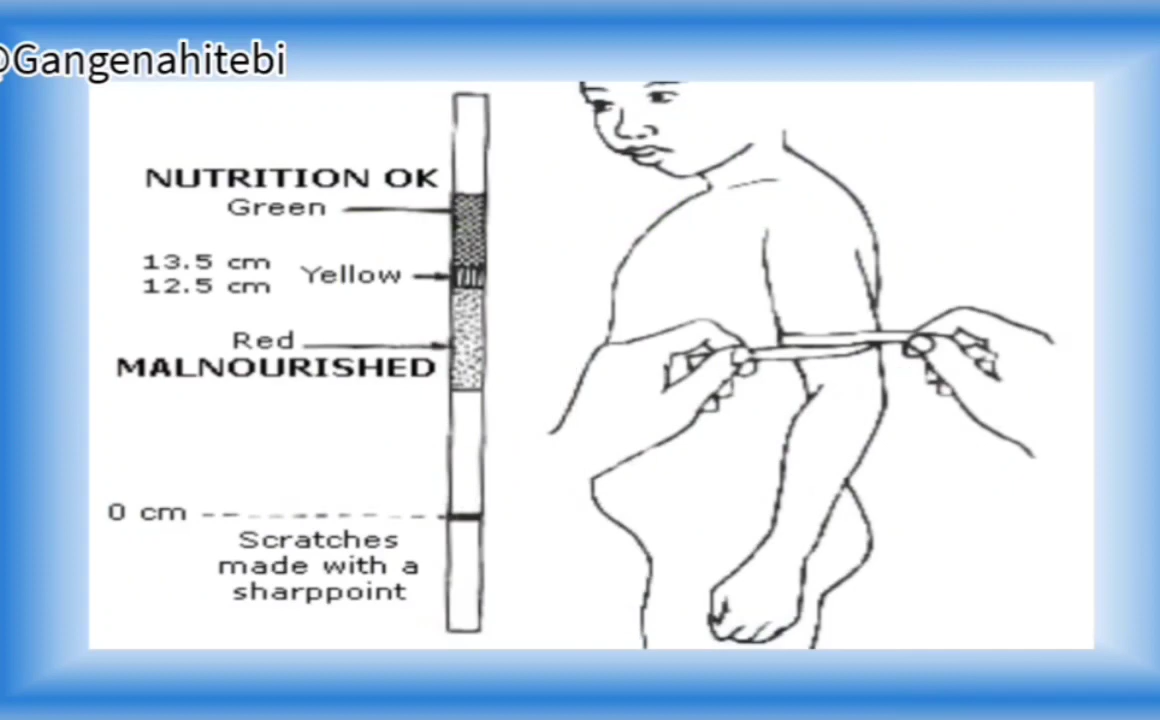 @Gangenahitebi
NUTRITION OK
Green
13.5 cm
12.5 cm
Yellow
Red
MALNOURISHED
0 cm
Scratches
made with a
sharppoint